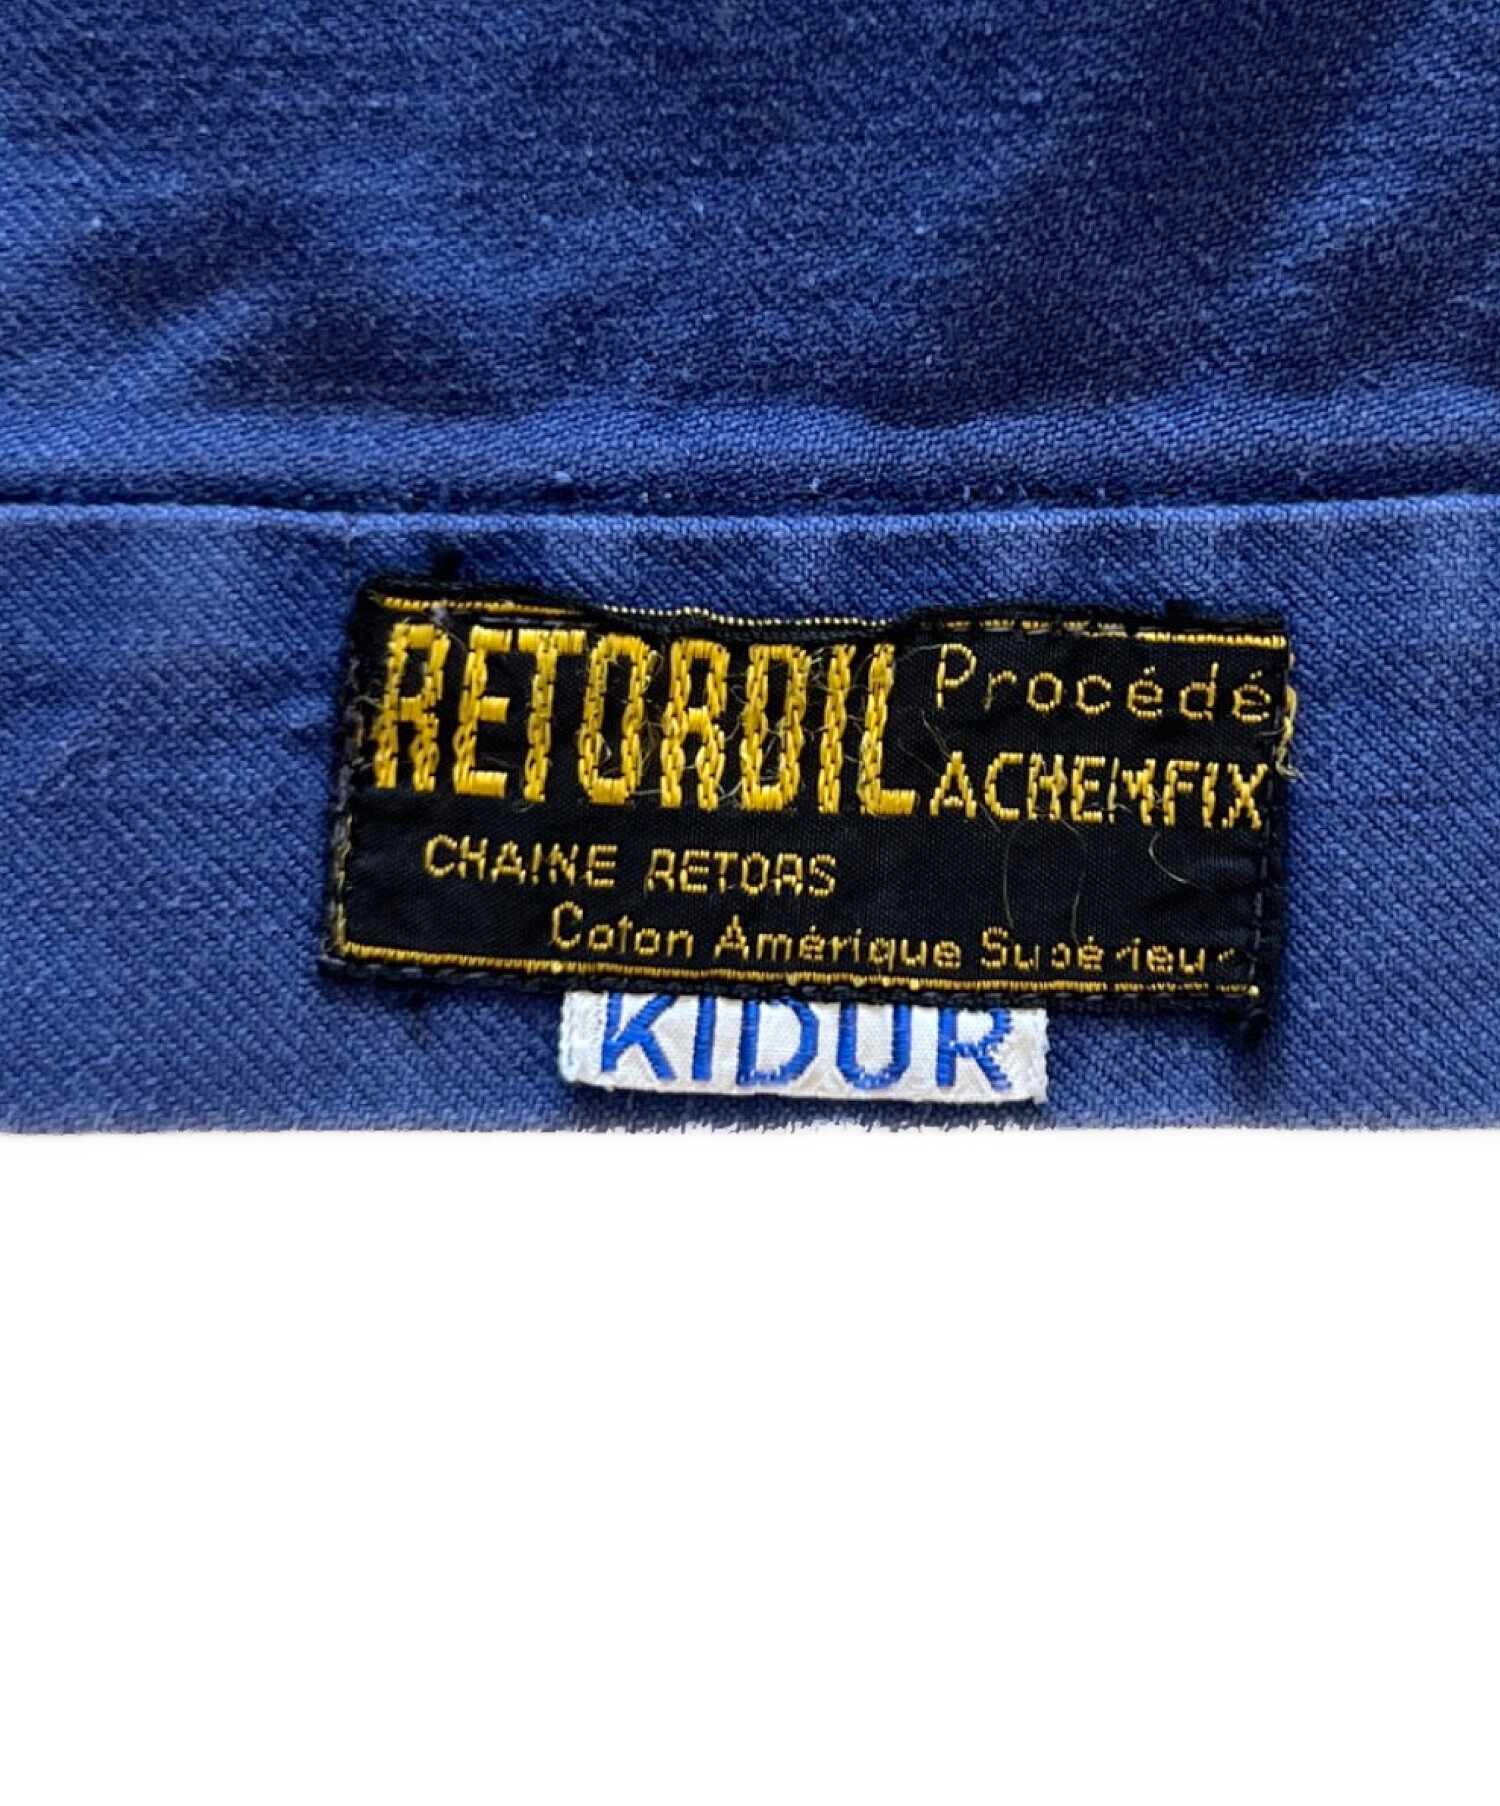 RETORDIL Procédé
ACHEMFIX
CHAINE RETORS
Coton Amérique Supérieur
KIDUR